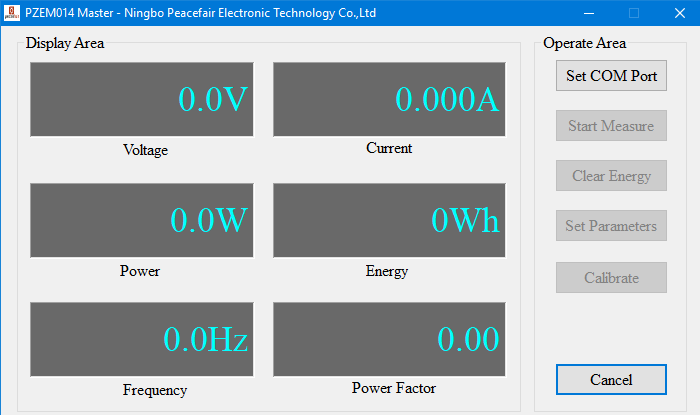 PZEM014 Master - Ningbo Peacefair Electronic Technology Co.,Ltd
Display Area
0.0V
Voltage
0.000A
Current
0.0W
Power
0Wh
Energy
0.0Hz
Frequency
0.00
Power Factor
Operate Area
Set COM Port
Start Measure
Clear Energy
Set Parameters
Calibrate
Cancel